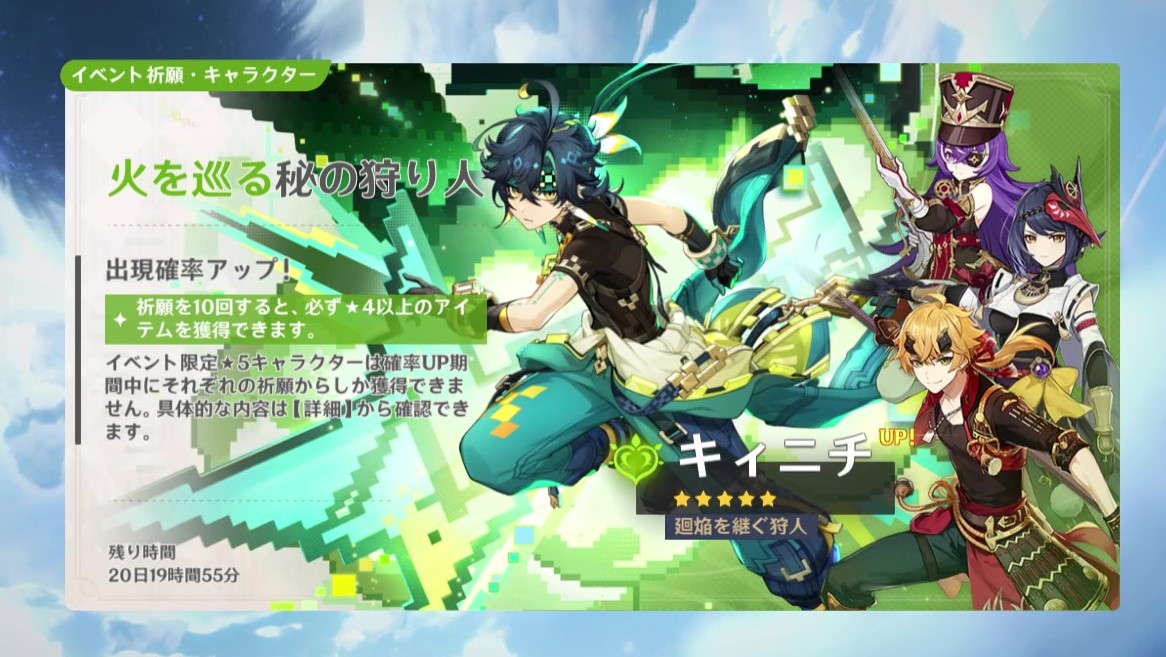 イベント祈願・キャラクター
火を巡る秘の狩り人
出現確率アップ!
祈願を10回すると、必ず★4以上のアイ
テムを獲得できます。
イベント限定★5キャラクターは確率UP期
間中にそれぞれの祈願からしか獲得できま
せん。具体的な内容は【詳細】から確認でき
ます。
キィニチ UP!
★★★★★
廻焔を継ぐ狩人
残り時間
20日19時間55分